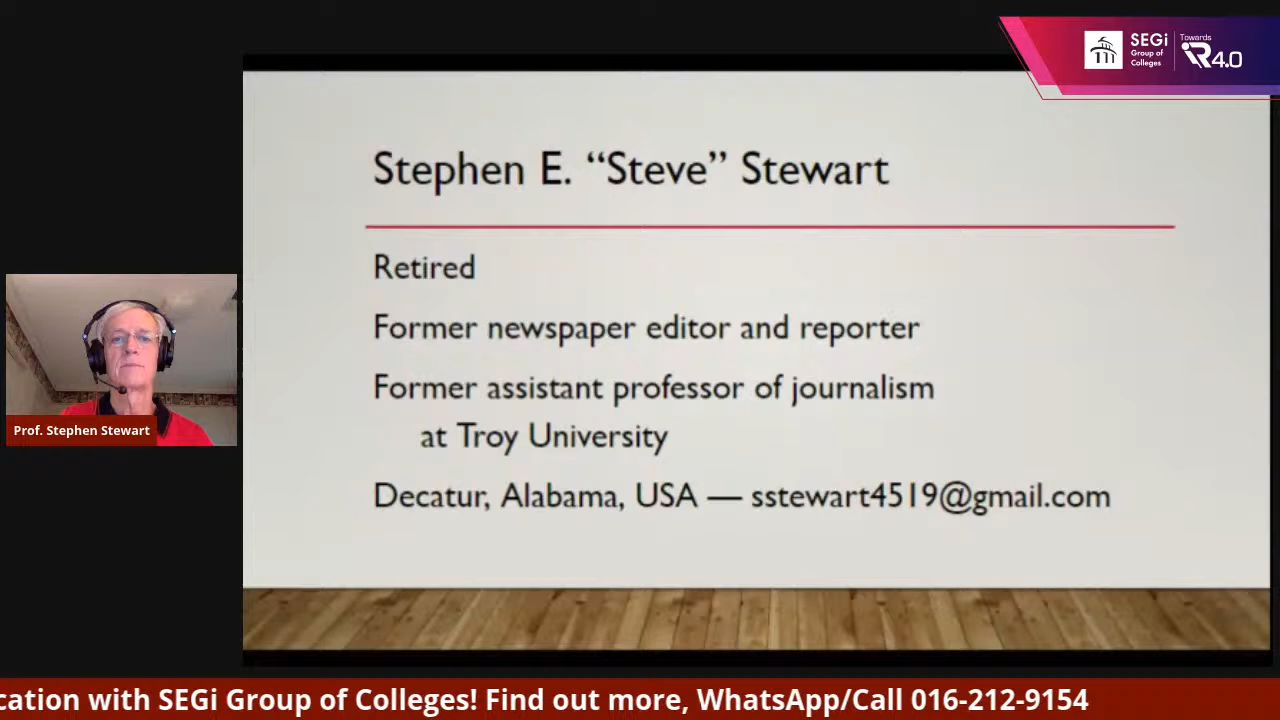 SEGi
Group of
Colleges
Towards
iR4.0
Stephen E. “Steve” Stewart
Retired
Former newspaper editor and reporter
Former assistant professor of journalism
at Troy University
Decatur, Alabama, USA — sstewart4519@gmail.com
Prof. Stephen Stewart
cation with SEGi Group of Colleges! Find out more, WhatsApp/Call 016-212-9154